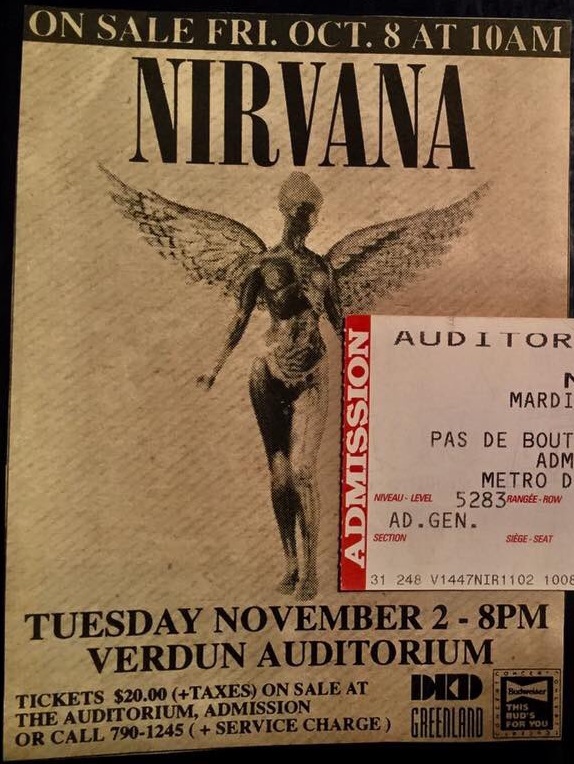 ON SALE FRI. OCT. 8 AT 10AM
NIRVANA
ADMISSION
AUDITOR
MARDI
PAS DE BOUT
ADM
METRO D
NIVEAU - LEVEL 5283 RANGÉE - ROW
AD.GEN.
SECTION SIÈGE - SEAT
31 248 V1447NIR1102 1008
TUESDAY NOVEMBER 2 - 8PM
VERDUN AUDITORIUM
TICKETS $20.00 (+TAXES) ON SALE AT
THE AUDITORIUM, ADMISSION
OR CALL 790-1245 ( + SERVICE CHARGE )
DKD
GREENLAND
Budweiser
THIS
BUD'S
FOR YOU